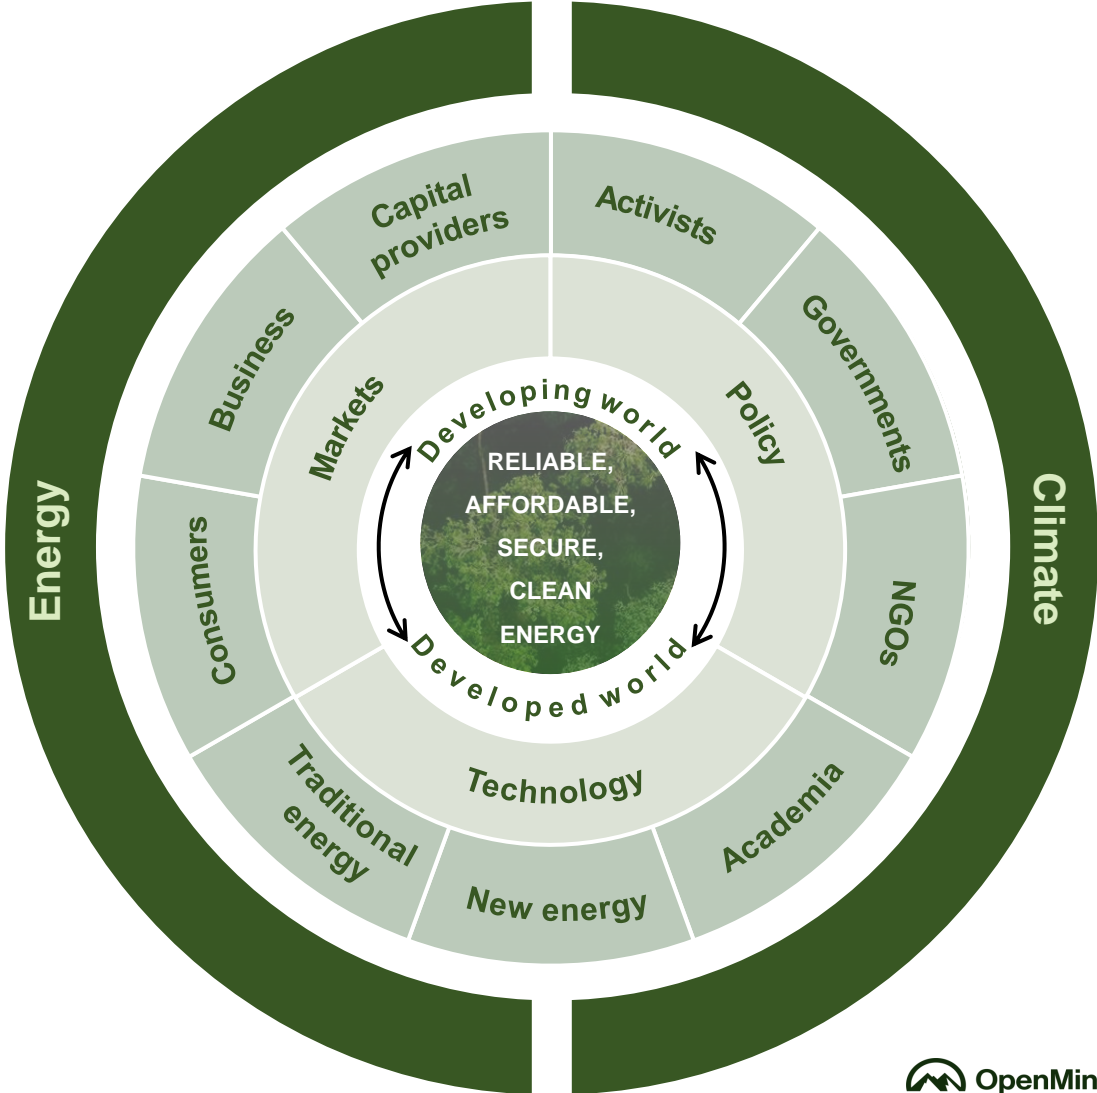 Energy
Climate
Capital
providers
Activists
Governments
NGOs
Academia
New energy
Traditional
energy
Consumers
Business
Markets
Policy
Technology
Developing world
RELIABLE,
AFFORDABLE,
SECURE,
CLEAN
ENERGY
Developed world
OpenMin